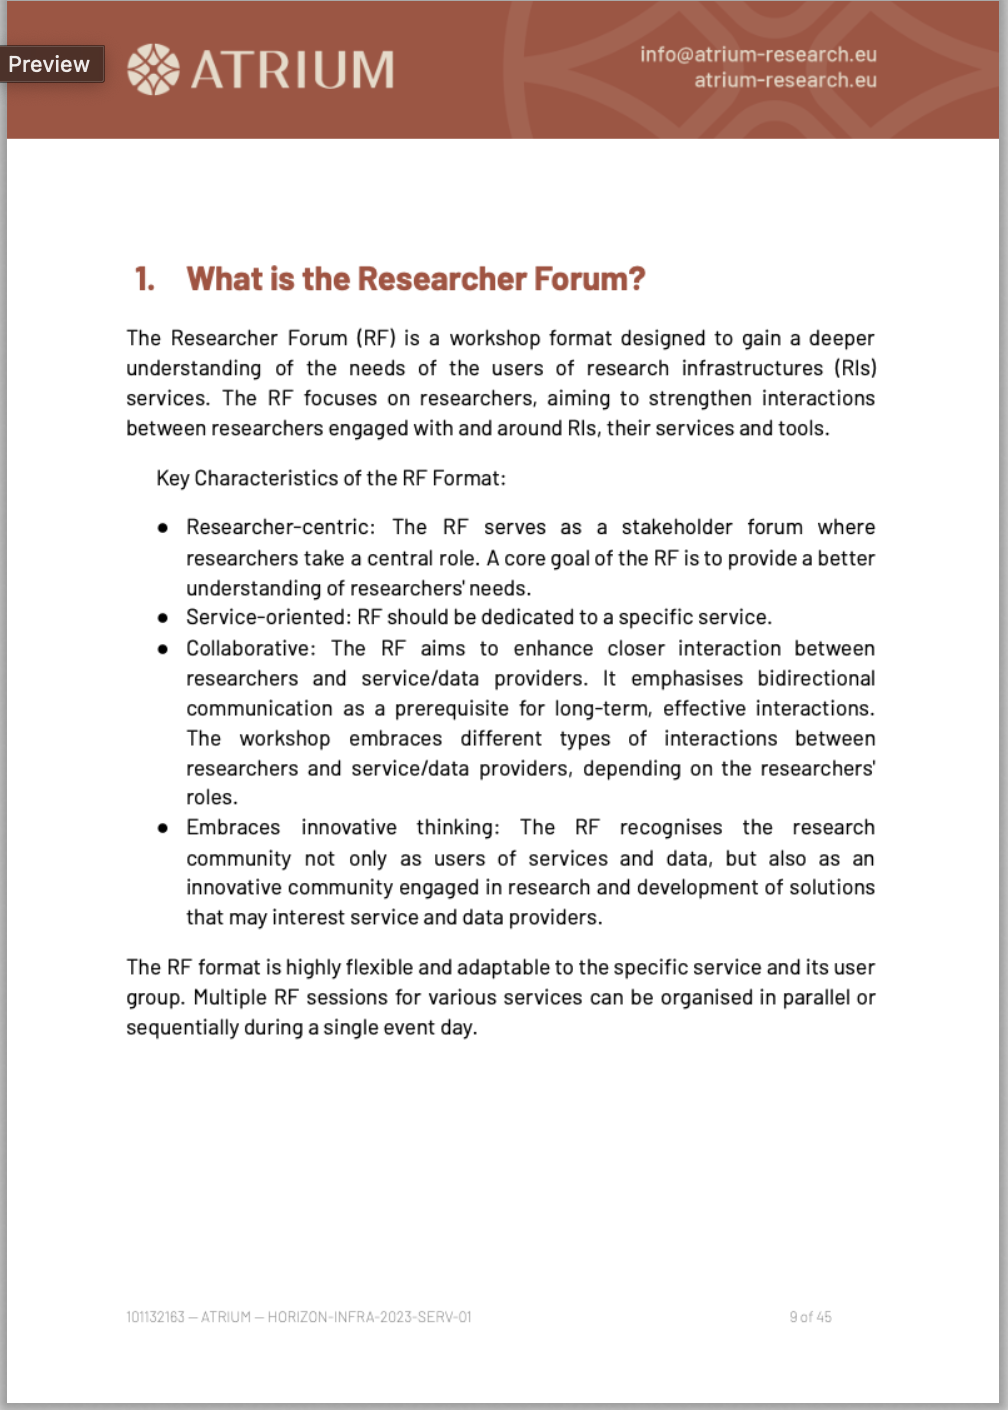 Preview
ATRIUM
info@atrium-research.eu
atrium-research.eu
1. What is the Researcher Forum?
The Researcher Forum (RF) is a workshop format designed to gain a deeper
understanding of the needs of the users of research infrastructures (RIs)
services. The RF focuses on researchers, aiming to strengthen interactions
between researchers engaged with and around RIs, their services and tools.
Key Characteristics of the RF Format:
● Researcher-centric: The RF serves as a stakeholder forum where
researchers take a central role. A core goal of the RF is to provide a better
understanding of researchers' needs.
● Service-oriented: RF should be dedicated to a specific service.
● Collaborative: The RF aims to enhance closer interaction between
researchers and service/data providers. It emphasises bidirectional
communication as a prerequisite for long-term, effective interactions.
The workshop embraces different types of interactions between
researchers and service/data providers, depending on the researchers'
roles.
● Embraces innovative thinking: The RF recognises the research
community not only as users of services and data, but also as an
innovative community engaged in research and development of solutions
that may interest service and data providers.
The RF format is highly flexible and adaptable to the specific service and its user
group. Multiple RF sessions for various services can be organised in parallel or
sequentially during a single event day.
101132163 — ATRIUM — HORIZON-INFRA-2023-SERV-01
9 of 45